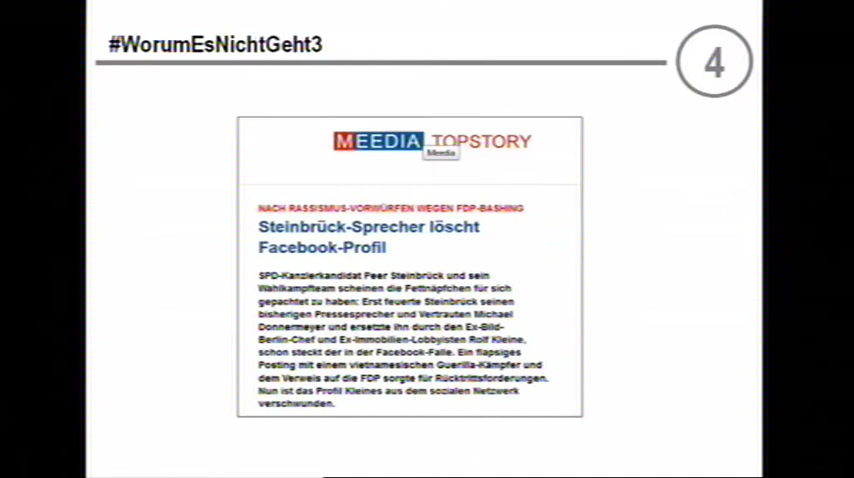 #WorumEsNichtGeht3
4
MEEDIA TOPSTORY
Meedia
NACH RASSISMUS-VORWÜRFEN WEGEN FDP-BASHING
Steinbrück-Sprecher löscht
Facebook-Profil
SPD-Kanzlerkandidat Peer Steinbrück und sein
Wahlkampfteam scheinen die Fettnäpfchen für sich
gepachtet zu haben: Erst feuerte Steinbrück seinen
bisherigen Pressesprecher und Vertrauten Michael
Donnermeyer und ersetzte ihn durch den Ex-Bild-
Berlin-Chef und Ex-Immobilien-Lobbyisten Rolf Kleine,
schon steckt der in der Facebook-Falle. Ein flapsiges
Posting mit einem vietnamesischen Guerilla-Kämpfer und
dem Verweis auf die FDP sorgte für Rücktrittsforderungen.
Nun ist das Profil Kleines aus dem sozialen Netzwerk
verschwunden.